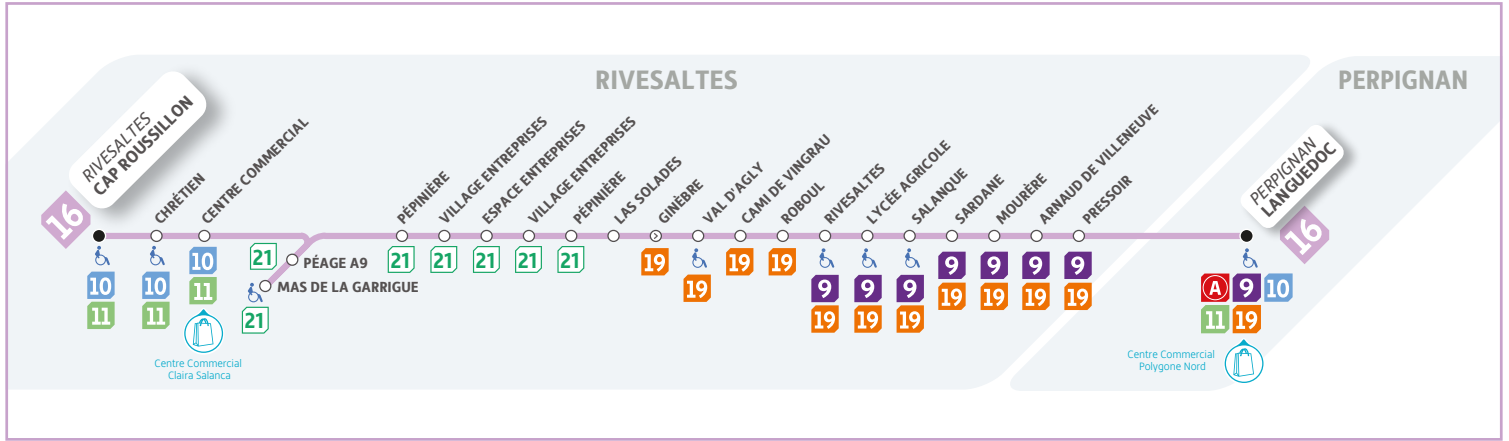 RIVESALTES
PERPIGNAN
RIVESALTES
CAP ROUSSILLON
16
CHRÉTIEN
CENTRE COMMERCIAL
PÉAGE A9
MAS DE LA GARRIGUE
PÉPINIÈRE
VILLAGE ENTREPRISES
ESPACE ENTREPRISES
VILLAGE ENTREPRISES
PÉPINIÈRE
LAS SOLADES
GINÈBRE
VAL D'AGLY
CAMI DE VINGRAU
ROBOUL
RIVESALTES
LYCÉE AGRICOLE
SALANQUE
SARDANE
MOURÈRE
ARNAUD DE VILLENEUVE
PRESSOIR
PERPIGNAN
LANGUEDOC
16
10
11
10
11
10
11
21
21
21
21
21
21
21
19
19
19
19
9
19
9
19
9
19
9
19
9
19
9
19
9
19
A 9 10
11 19
Centre Commercial
Claira Salanca
Centre Commercial
Polygone Nord